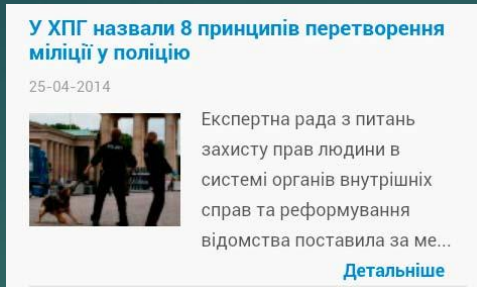 У ХПГ назвали 8 принципів перетворення
міліції у поліцію
25-04-2014
Експертна рада з питань
захисту прав людини в
системі органів внутрішніх
справ та реформування
відомства поставила за ме...
Детальніше